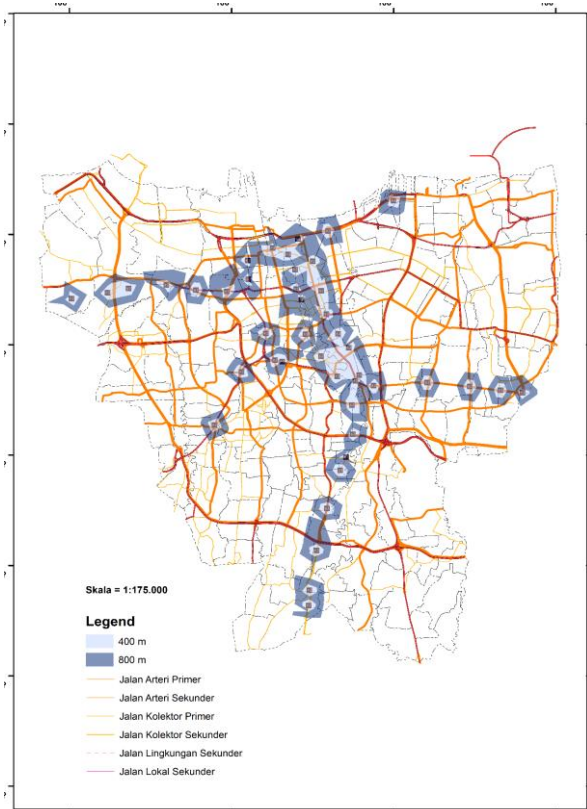 Skala = 1:175.000
Legend
400 m
800 m
Jalan Arteri Primer
Jalan Arteri Sekunder
Jalan Kolektor Primer
Jalan Kolektor Sekunder
Jalan Lingkungan Sekunder
Jalan Lokal Sekunder